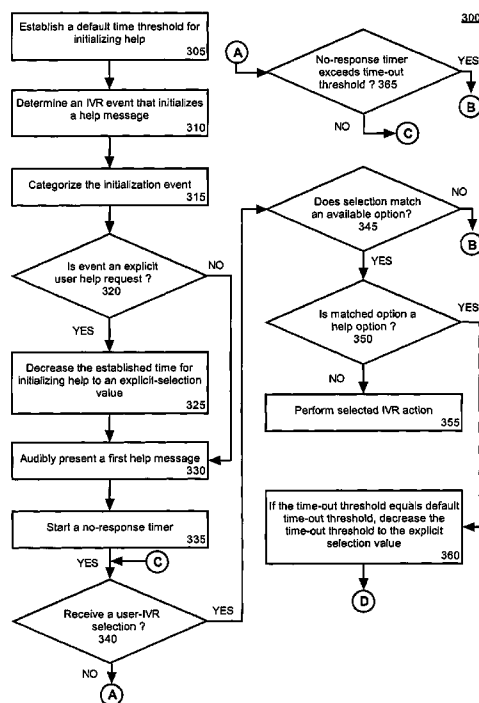 Establish a default time threshold for
initializing help
305
Determine an IVR event that initializes
a help message
310
Categorize the initialization event
315
Is event an explicit
user help request ?
320
NO
YES
Decrease the established time for
initializing help to an explicit-selection
value
325
Audibly present a first help message
330
Start a no-response timer
335
YES
C
Receive a user-IVR
selection ?
340
YES
NO
A
300
A
No-response timer
exceeds time-out
threshold ? 365
YES
B
NO
C
Does selection match
an available option?
345
NO
B
YES
Is matched option a
help option ?
350
YES
NO
Perform selected IVR action
355
If the time-out threshold equals default
time-out threshold, decrease the
time-out threshold to the explicit
selection value
360
D